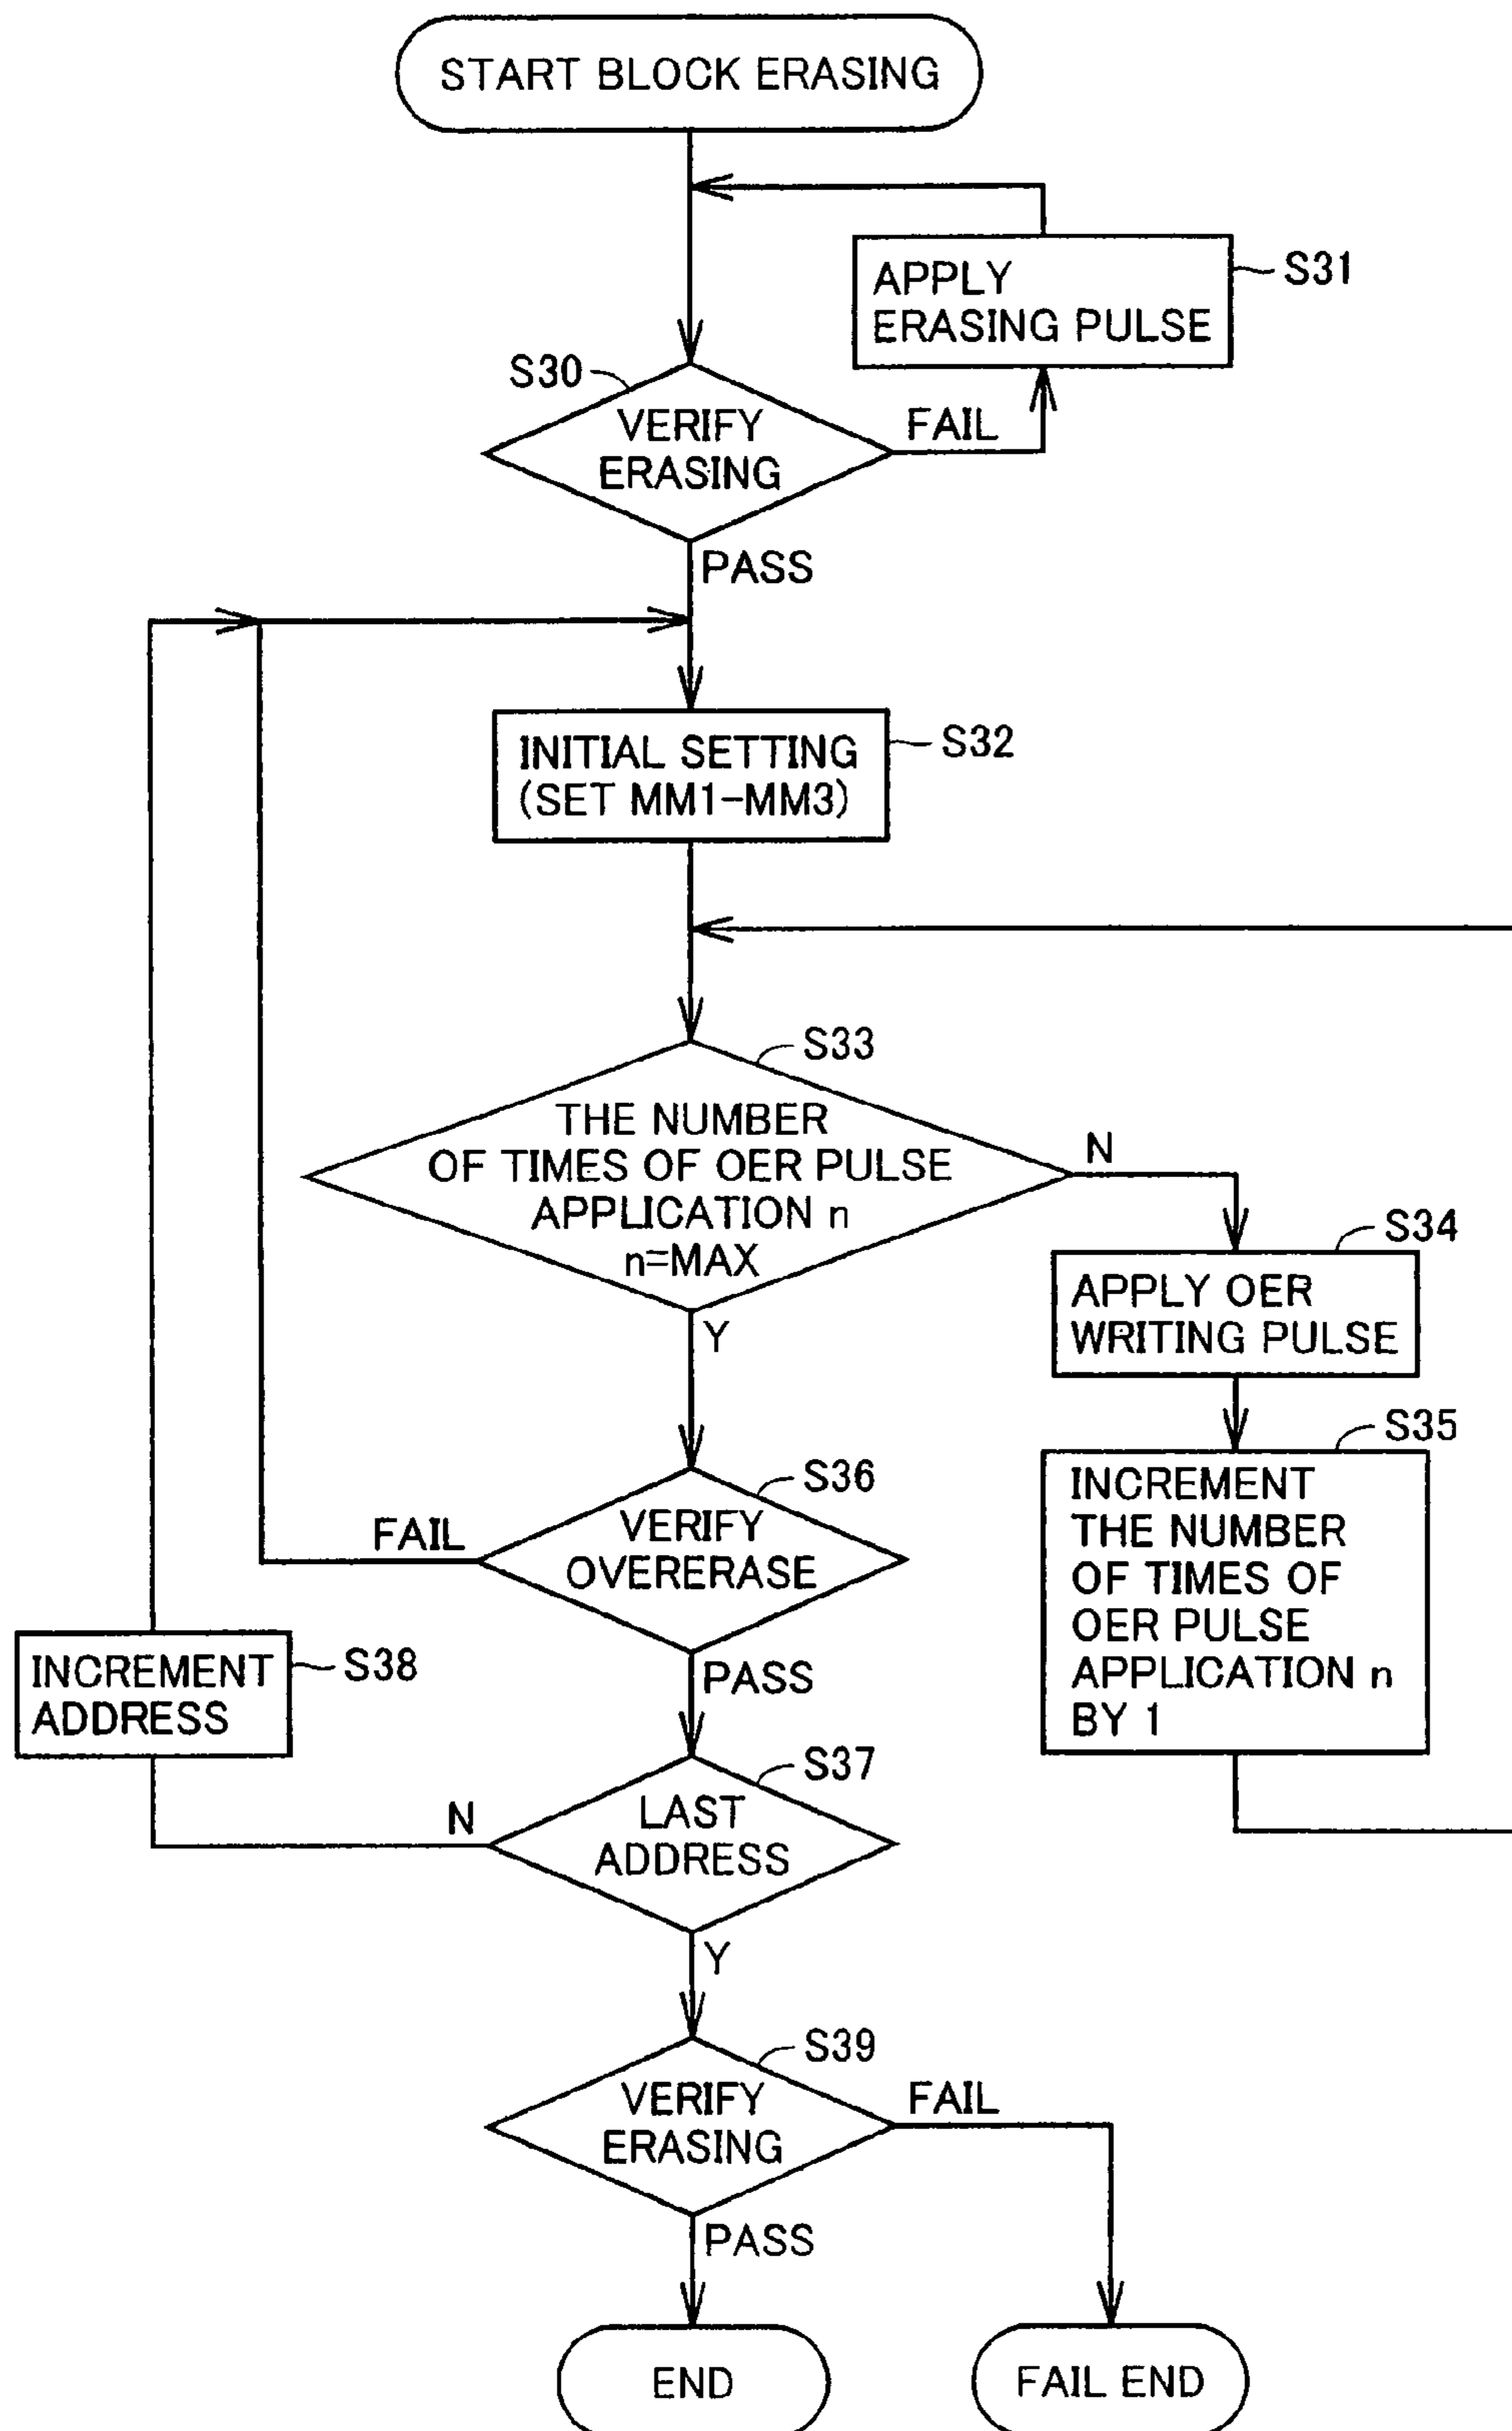 START BLOCK ERASING
APPLY
ERASING PULSE
S31
S30
VERIFY
ERASING
FAIL
PASS
INITIAL SETTING
(SET MM1-MM3)
S32
S33
THE NUMBER
OF TIMES OF OER PULSE
APPLICATION n
n=MAX
N
Y
S34
APPLY OER
WRITING PULSE
S35
INCREMENT
THE NUMBER
OF TIMES OF
OER PULSE
APPLICATION n
BY 1
S36
VERIFY
OVERERASE
FAIL
PASS
INCREMENT
ADDRESS
S38
S37
LAST
ADDRESS
N
Y
S39
VERIFY
ERASING
FAIL
PASS
END
FAIL END